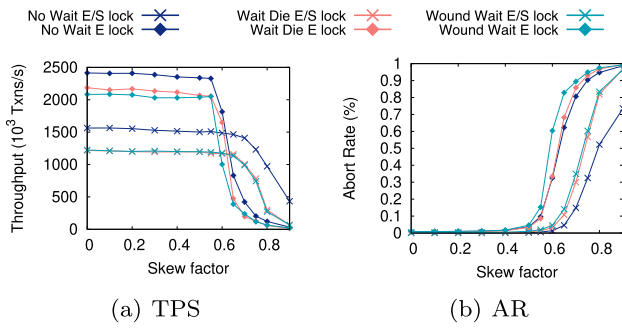 No Wait E/S lock Wait Die E/S lock Wound Wait E/S lock
No Wait E lock Wait Die E lock Wound Wait E lock
Throughput (10³ Txns/s)
2500
2000
1500
1000
500
0
0 0.2 0.4 0.6 0.8
Skew factor
(a) TPS
Abort Rate (%)
1
0.9
0.8
0.7
0.6
0.5
0.4
0.3
0.2
0.1
0
0 0.2 0.4 0.6 0.8
Skew factor
(b) AR